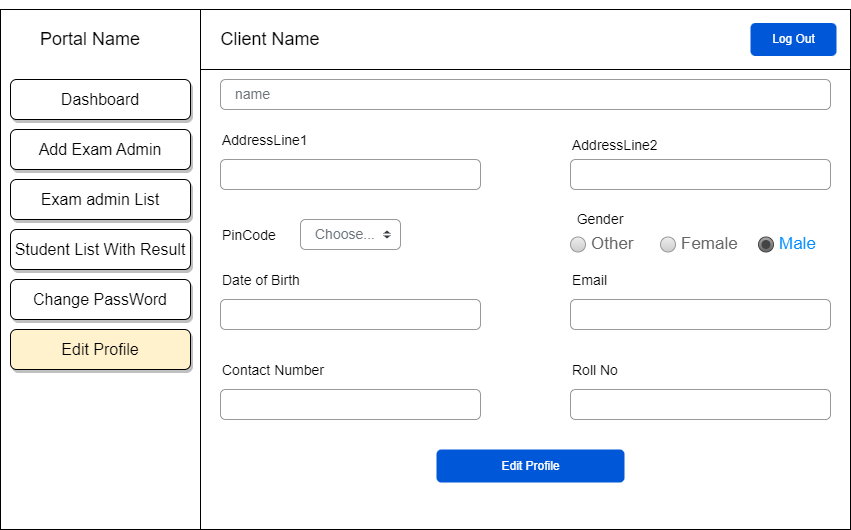 Portal Name
Client Name
Log Out
Dashboard
Add Exam Admin
Exam admin List
Student List With Result
Change PassWord
Edit Profile
name
AddressLine1
AddressLine2
PinCode
Choose...
Gender
Other
Female
Male
Date of Birth
Email
Contact Number
Roll No
Edit Profile